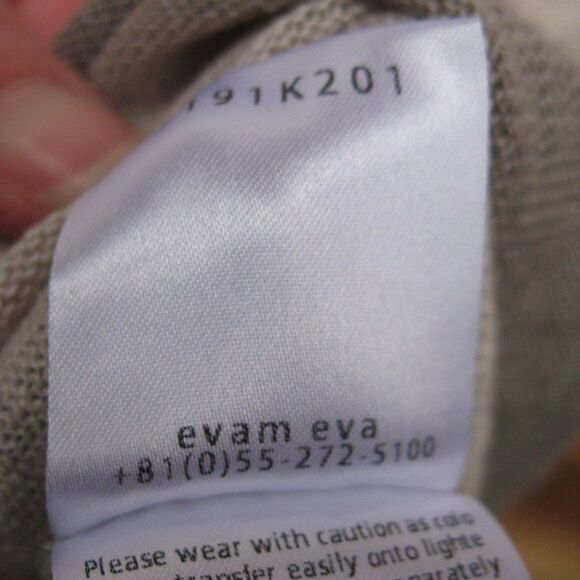 191K201
evam eva
+81(0)55-272-5100
Please wear with caution as colo
transfer easily onto lighte